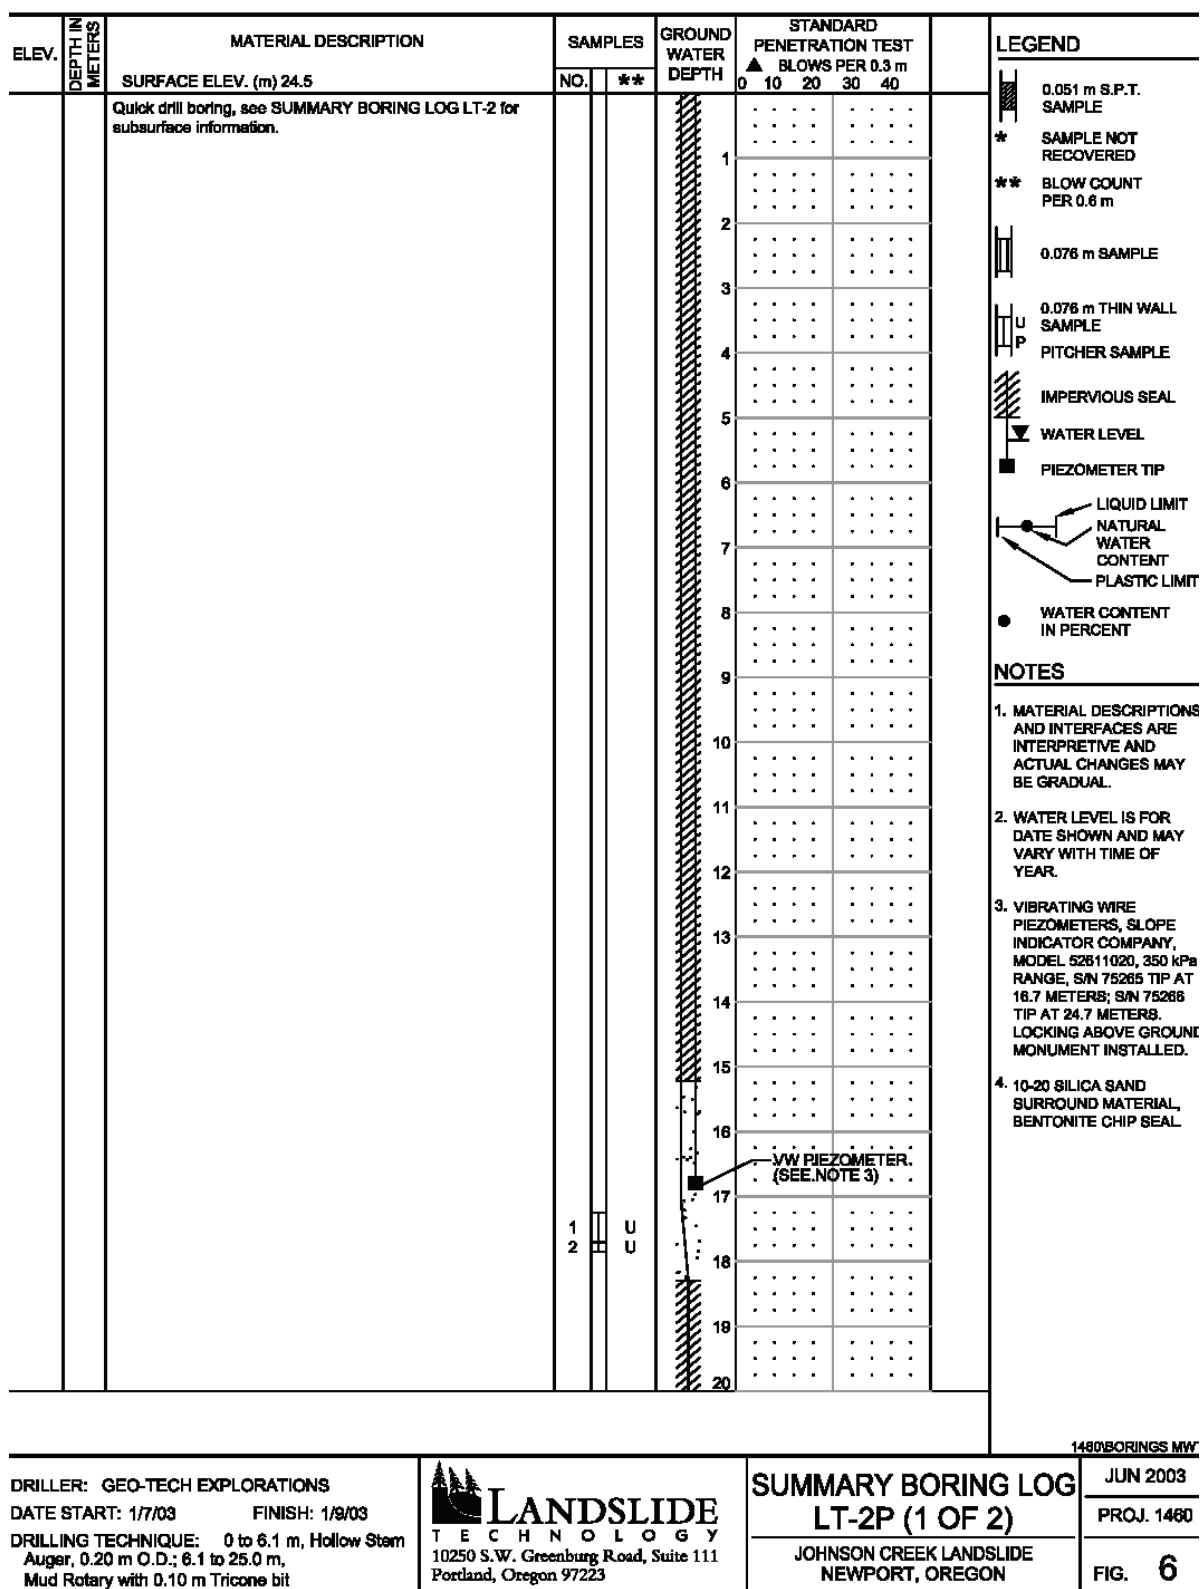 ELEV.
DEPTH IN
METERS
MATERIAL DESCRIPTION
SURFACE ELEV. (m) 24.5
SAMPLES
NO. **
GROUND
WATER
DEPTH
STANDARD
PENETRATION TEST
▲ BLOWS PER 0.3 m
0 10 20 30 40
Quick drill boring, see SUMMARY BORING LOG LT-2 for
subsurface information.
1
2
3
4
5
6
7
8
9
10
11
12
13
14
15
16
VW PIEZOMETER
(SEE NOTE 3)
17
1 U
2 U
18
19
20
LEGEND
0.051 m S.P.T.
SAMPLE
* SAMPLE NOT
RECOVERED
** BLOW COUNT
PER 0.6 m
0.076 m SAMPLE
0.076 m THIN WALL
U SAMPLE
P PITCHER SAMPLE
IMPERVIOUS SEAL
WATER LEVEL
PIEZOMETER TIP
LIQUID LIMIT
NATURAL
WATER
CONTENT
PLASTIC LIMIT
WATER CONTENT
IN PERCENT
NOTES
1. MATERIAL DESCRIPTIONS
AND INTERFACES ARE
INTERPRETIVE AND
ACTUAL CHANGES MAY
BE GRADUAL.
2. WATER LEVEL IS FOR
DATE SHOWN AND MAY
VARY WITH TIME OF
YEAR.
3. VIBRATING WIRE
PIEZOMETERS, SLOPE
INDICATOR COMPANY,
MODEL 52611020, 350 kPa
RANGE, S/N 75265 TIP AT
16.7 METERS; S/N 75266
TIP AT 24.7 METERS.
LOCKING ABOVE GROUND
MONUMENT INSTALLED.
4. 10-20 SILICA SAND
SURROUND MATERIAL,
BENTONITE CHIP SEAL.
1460\BORINGS MWT
DRILLER: GEO-TECH EXPLORATIONS
DATE START: 1/7/03 FINISH: 1/9/03
DRILLING TECHNIQUE: 0 to 6.1 m, Hollow Stem
Auger, 0.20 m O.D.; 6.1 to 25.0 m,
Mud Rotary with 0.10 m Tricone bit
LANDSLIDE
TECHNOLOGY
10250 S.W. Greenburg Road, Suite 111
Portland, Oregon 97223
SUMMARY BORING LOG
LT-2P (1 OF 2)
JOHNSON CREEK LANDSLIDE
NEWPORT, OREGON
JUN 2003
PROJ. 1460
FIG. 6